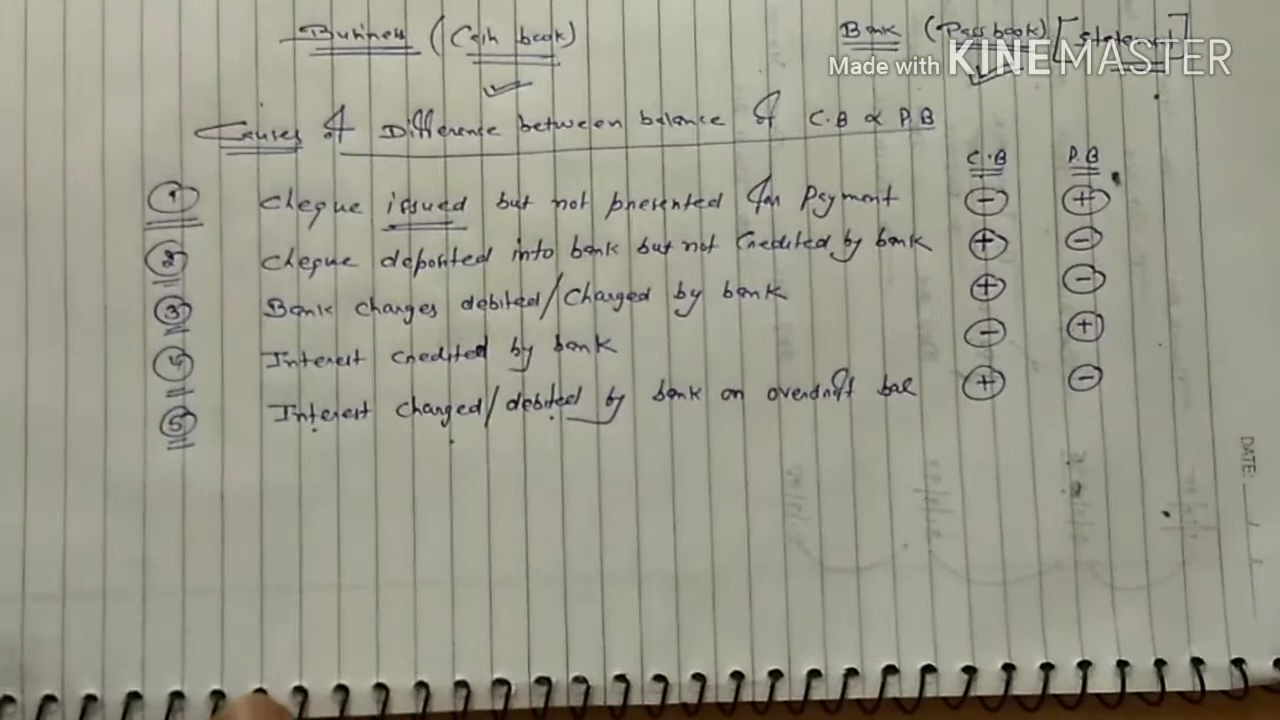 Business (Cash book) Bank (Pass book) [Statement]
Made with KINEMASTER
Causes of Difference between balance of C.B & P.B
C.B P.B
1 Cheque issued but not presented for Payment - +
2 Cheque deposited into bank but not Credited by bank + -
3 Bank charges debited/Charged by bank + -
4 Interest Credited by bank - +
5 Interest charged/debited by bank on overdraft bal + -
DATE: